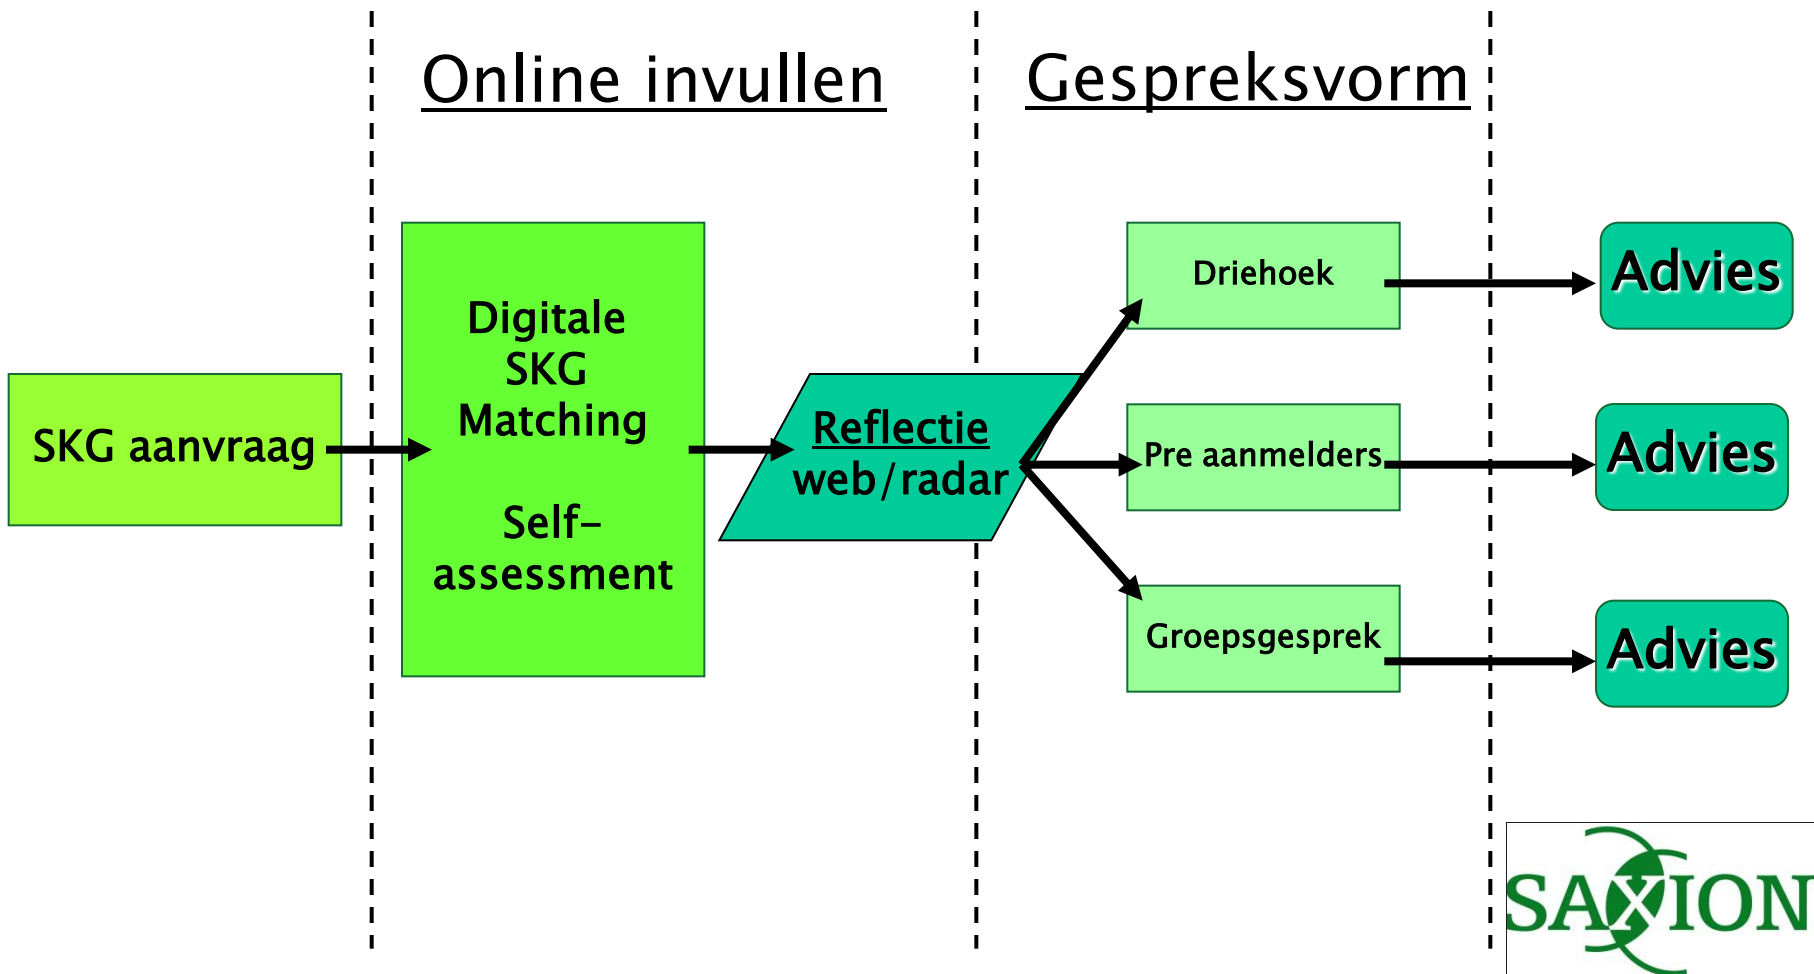 Online invullen
Gespreksvorm
SKG aanvraag
Digitale
SKG
Matching
Self-
assessment
Reflectie
web/radar
Driehoek
Advies
Pre aanmelders
Advies
Groepsgesprek
Advies
SAXION